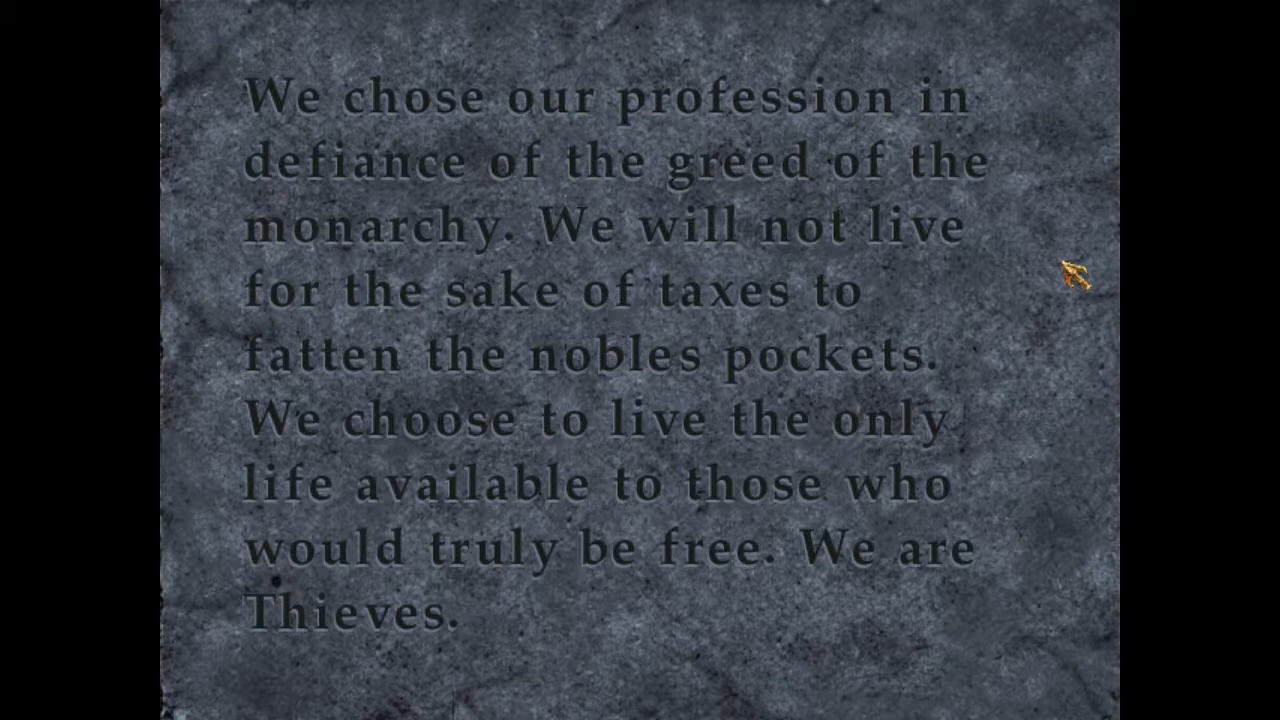 We chose our profession in
defiance of the greed of the
monarchy. We will not live
for the sake of taxes to
fatten the nobles pockets.
We choose to live the only
life available to those who
would truly be free. We are
Thieves.